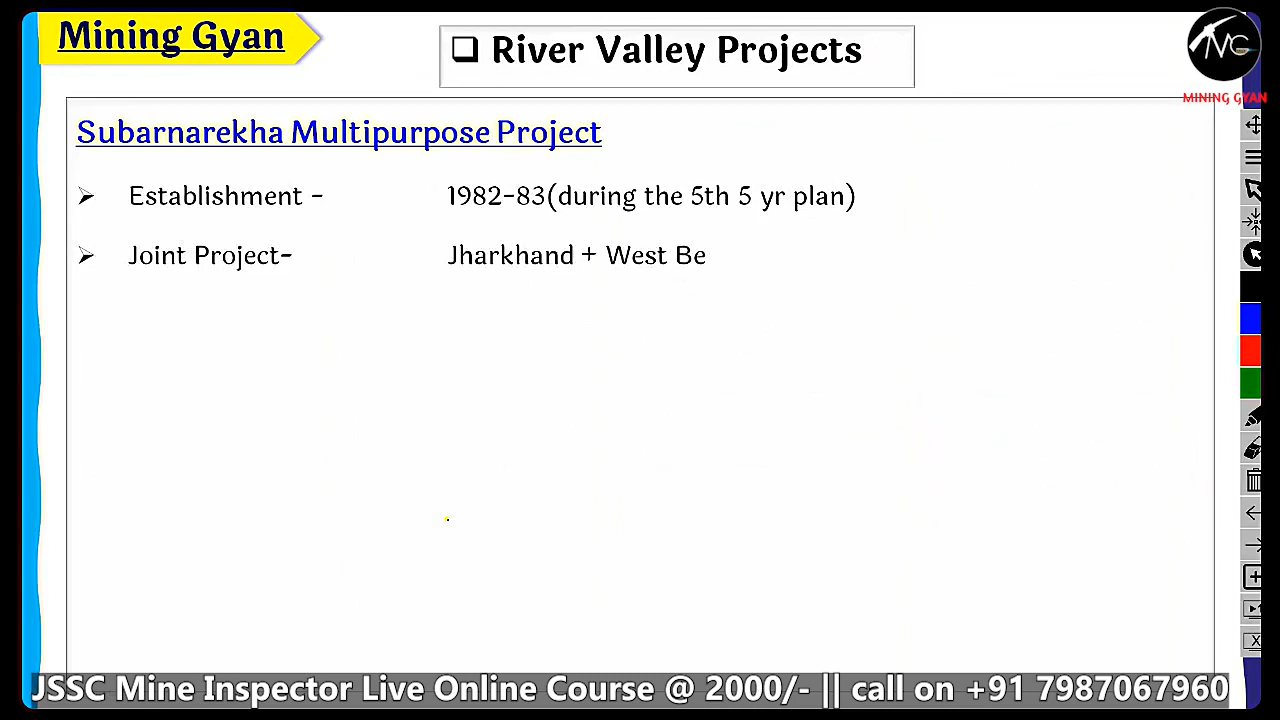 Mining Gyan
❑ River Valley Projects
MINING GYAN
Subarnarekha Multipurpose Project
➢ Establishment - 1982-83(during the 5th 5 yr plan)
➢ Joint Project- Jharkhand + West Be
JSSC Mine Inspector Live Online Course @ 2000/- || call on +91 7987067960